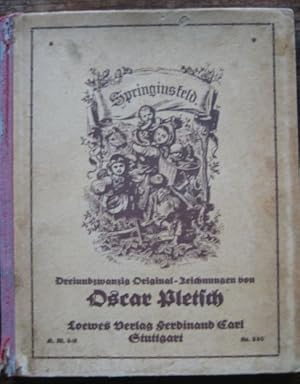 Springinsfeld.
Dreiundzwanzig Original-Zeichnungen von
Oscar Pletsch
Loewes Verlag Ferdinand Carl
Stuttgart